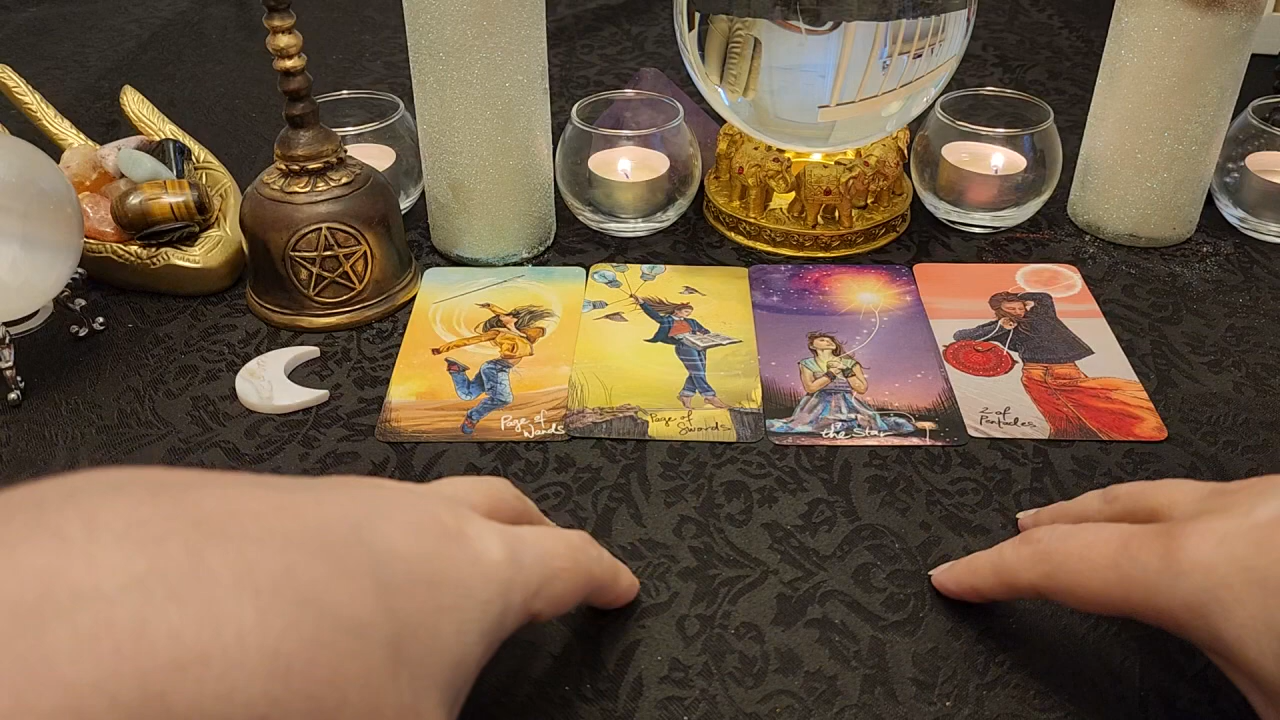 Page of
Wands
Page of
Swords
the Star
2 of
Pentacles